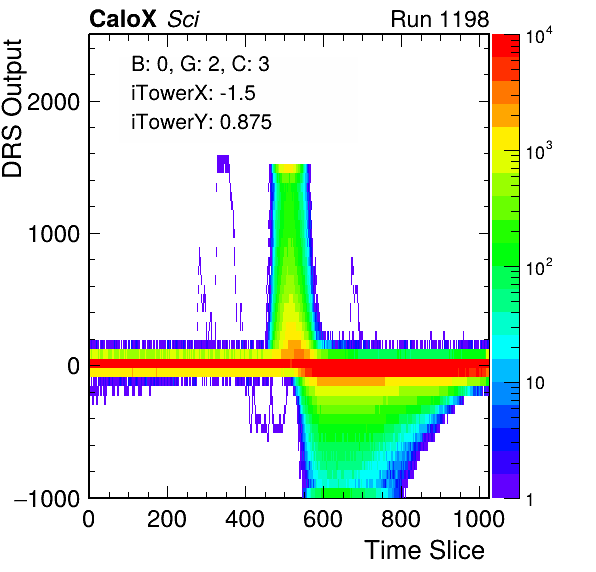 CaloX Sci Run 1198
B: 0, G: 2, C: 3
iTowerX: -1.5
iTowerY: 0.875
DRS Output
2000
1000
0
−1000
0 200 400 600 800 1000
Time Slice
10^4
10^3
10^2
10
1